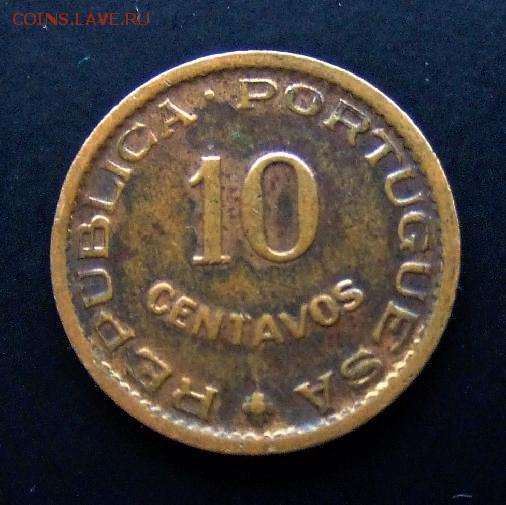 COINS.LAVE.RU
REPUBLICA · PORTUGUESA
10
CENTAVOS